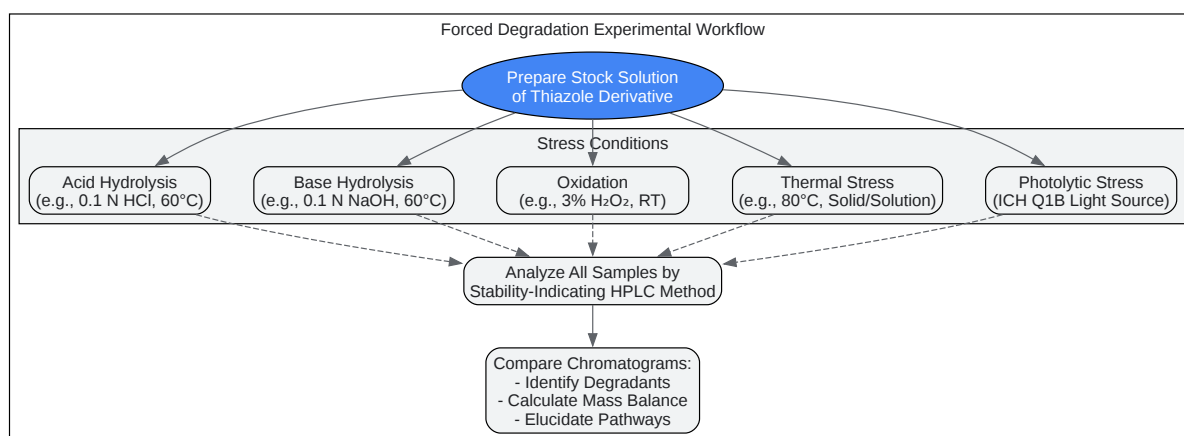 Forced Degradation Experimental Workflow
Prepare Stock Solution
of Thiazole Derivative
Stress Conditions
Acid Hydrolysis
(e.g., 0.1 N HCl, 60°C)
Base Hydrolysis
(e.g., 0.1 N NaOH, 60°C)
Oxidation
(e.g., 3% H₂O₂, RT)
Thermal Stress
(e.g., 80°C, Solid/Solution)
Photolytic Stress
(ICH Q1B Light Source)
Analyze All Samples by
Stability-Indicating HPLC Method
Compare Chromatograms:
- Identify Degradants
- Calculate Mass Balance
- Elucidate Pathways